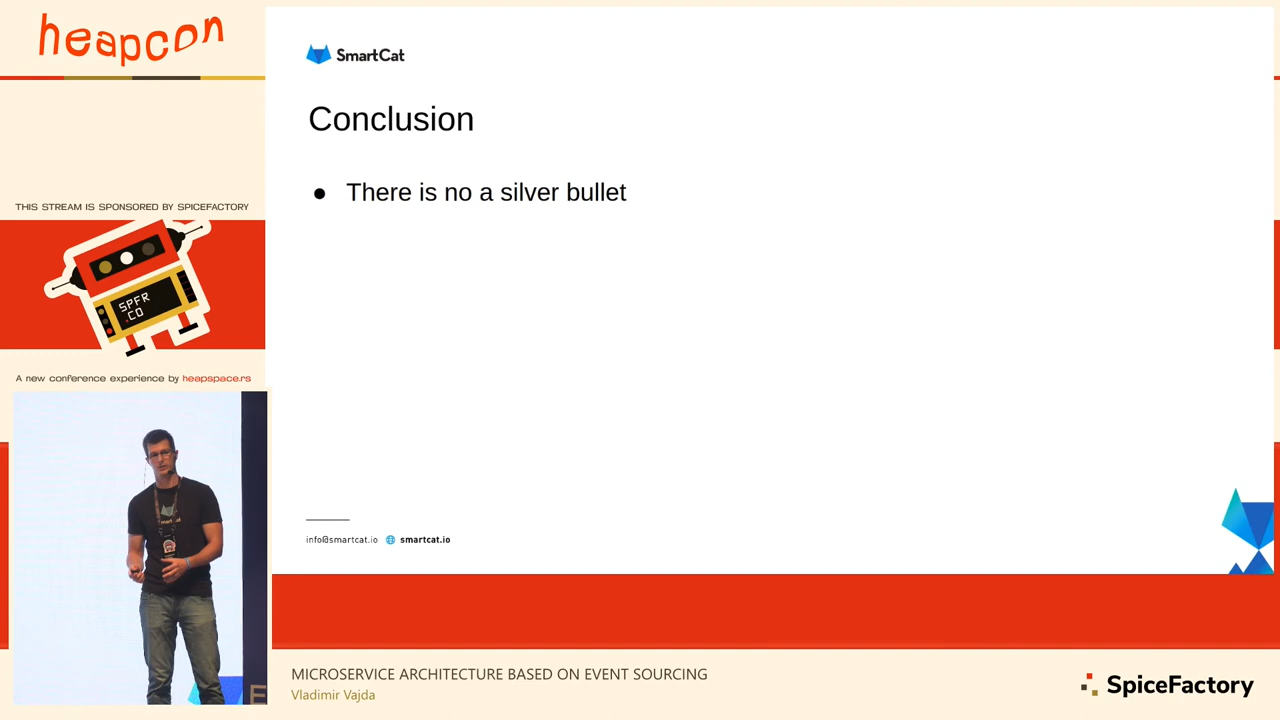 heapcon
THIS STREAM IS SPONSORED BY SPICEFACTORY
SPFR
.CO
A new conference experience by heapspace.rs
SmartCat
Conclusion
● There is no a silver bullet
info@smartcat.io smartcat.io
smartCat
E
MICROSERVICE ARCHITECTURE BASED ON EVENT SOURCING
Vladimir Vajda
SpiceFactory